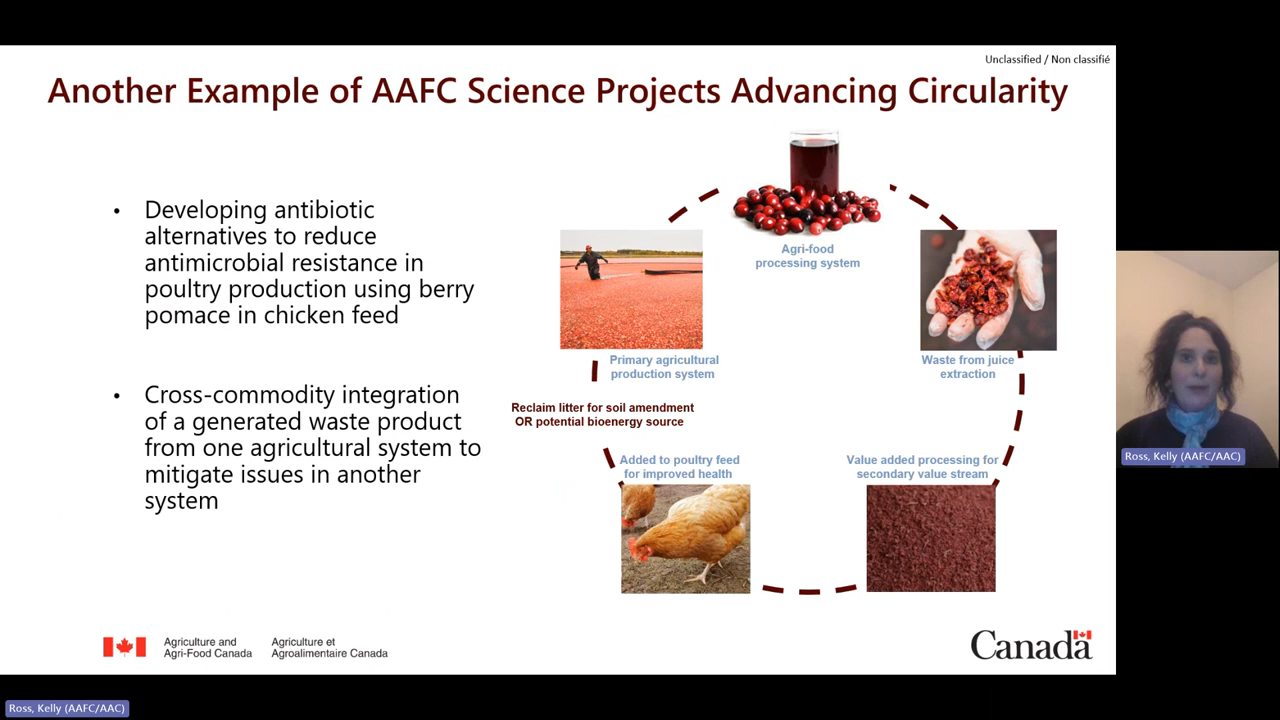 Unclassified / Non classifié
Another Example of AAFC Science Projects Advancing Circularity
• Developing antibiotic
alternatives to reduce
antimicrobial resistance in
poultry production using berry
pomace in chicken feed
• Cross-commodity integration
of a generated waste product
from one agricultural system to
mitigate issues in another
system
Agri-food
processing system
Primary agricultural
production system
Waste from juice
extraction
Reclaim litter for soil amendment
OR potential bioenergy source
Added to poultry feed
for improved health
Value added processing for
secondary value stream
Agriculture and
Agri-Food Canada
Agriculture et
Agroalimentaire Canada
Canada
Ross, Kelly (AAFC/AAC)
Ross, Kelly (AAFC/AAC)